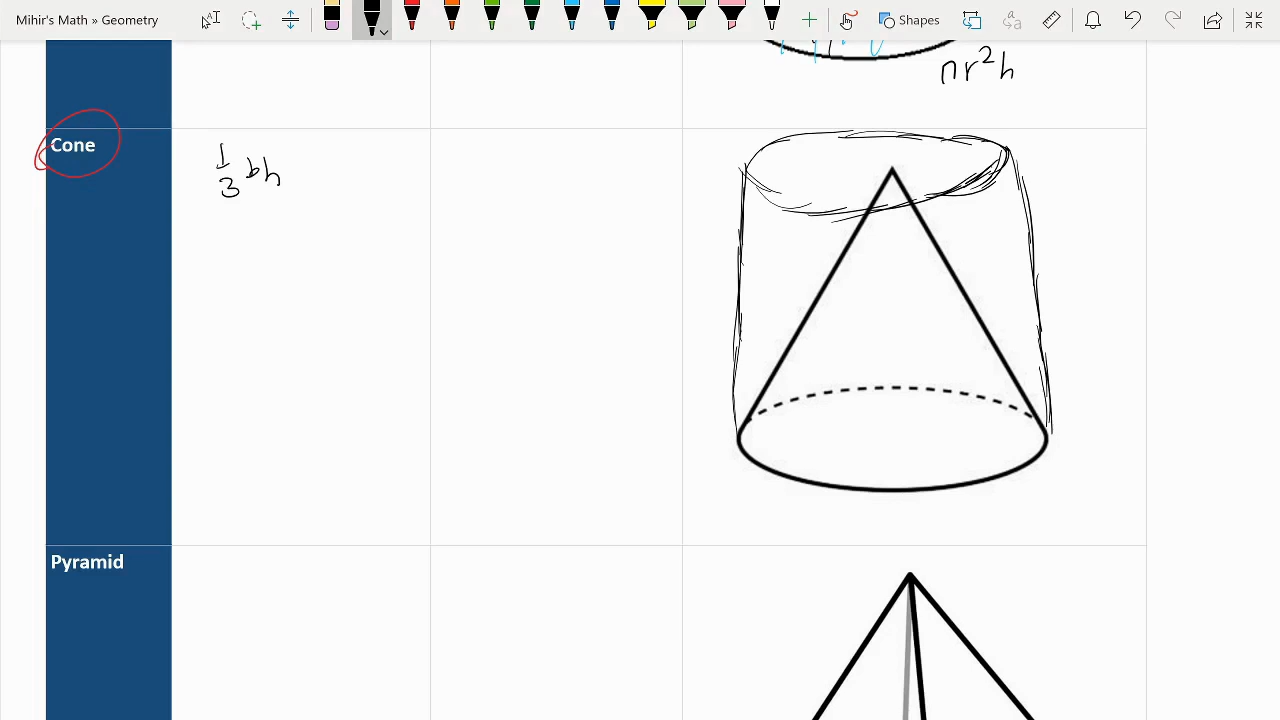 Mihir's Math » Geometry
Shapes
πr²h
Cone
1/3 bh
Pyramid